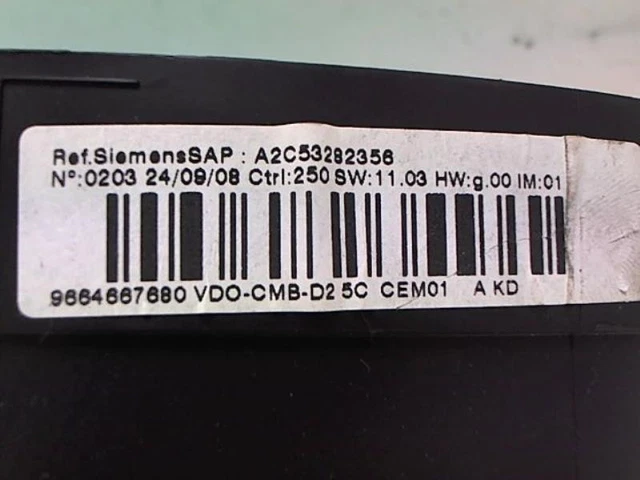 Ref.SiemensSAP : A2C53282356
Nº:0203 24/09/08 Ctrl:250 SW:11.03 HW:g.00 IM:01
9664667680 VDO-CMB-D2 5C CEM01 A KD